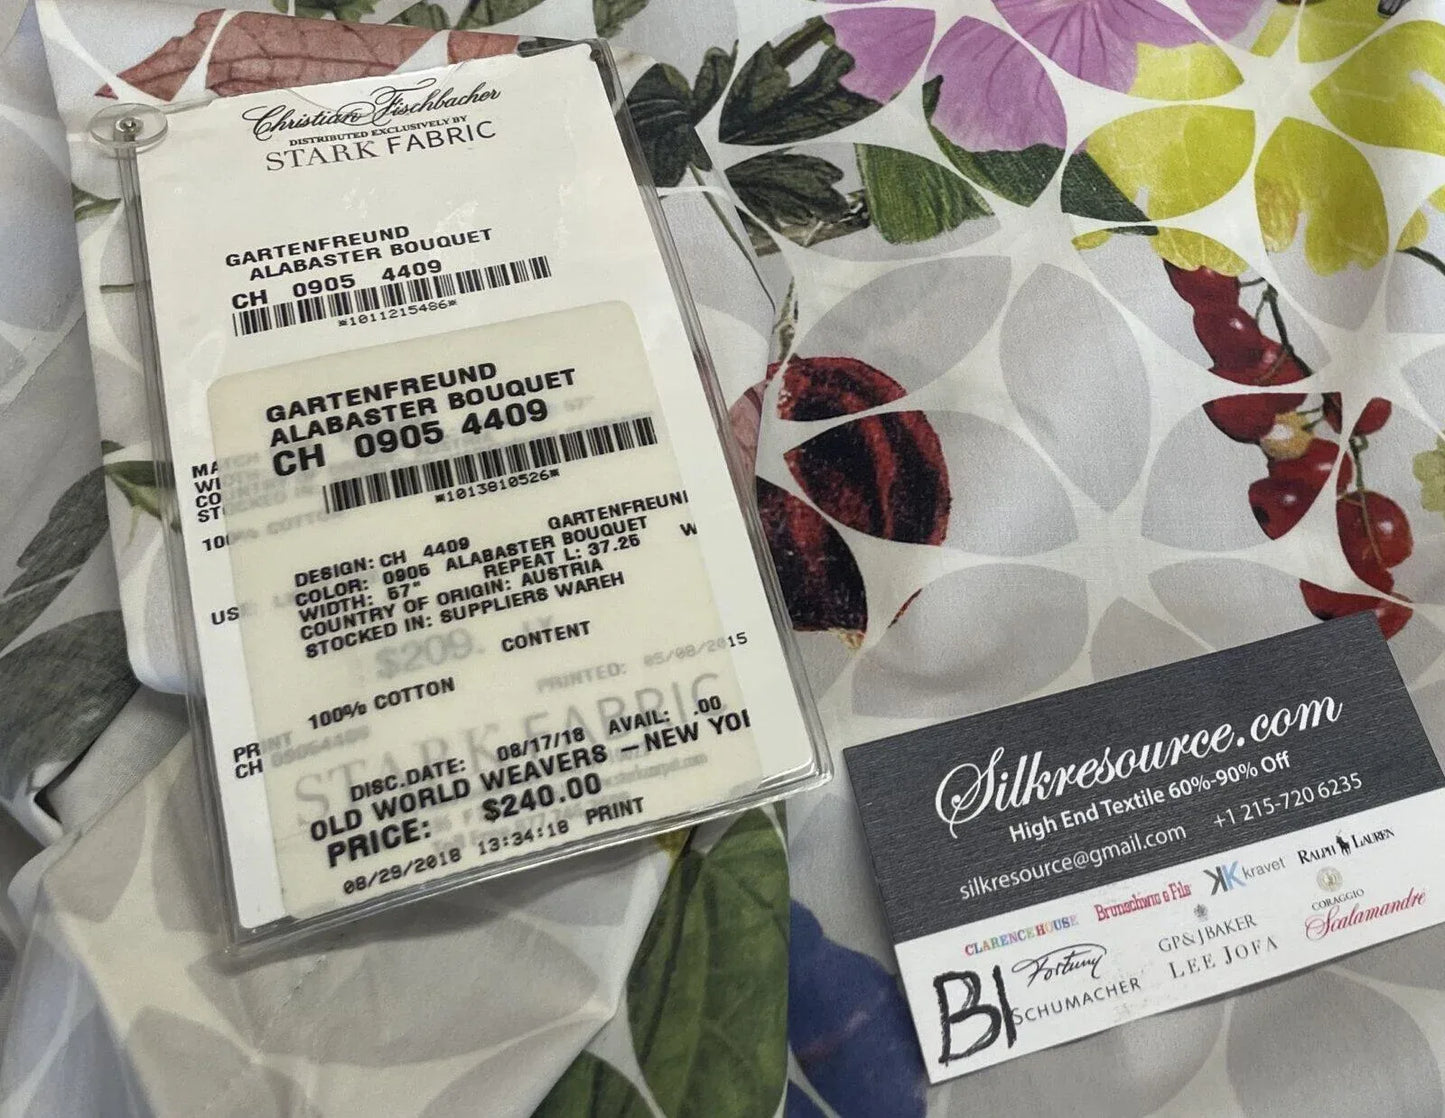 Christian Fischbacher
DISTRIBUTED EXCLUSIVELY BY
STARK FABRIC
GARTENFREUND
ALABASTER BOUQUET
CH 0905 4409
*1011215486*
GARTENFREUND
ALABASTER BOUQUET
CH 0905 4409
*1013810526*
GARTENFREUN
DESIGN: CH 4409
COLOR: 0905 ALABASTER BOUQUET W
WIDTH: 57" REPEAT L: 37.25
COUNTRY OF ORIGIN: AUSTRIA
STOCKED IN: SUPPLIERS WAREH
$209.
CONTENT
PRINTED: 05/08/2015
100% COTTON
STARK FABRIC
DISC.DATE: 08/17/18 AVAIL: .00
OLD WORLD WEAVERS - NEW YO
PRICE: $240.00
08/29/2018 13:34:18 PRINT
Silkresource.com
High End Textile 60%-90% Off
silkresource@gmail.com +1 215-720 6235
CLARENCE HOUSE Brunschwig & Fils kravet RALPH LAUREN
Fortuny GP & J BAKER CORAGGIO
SCHUMACHER LEE JOFA Scalamandre
B1